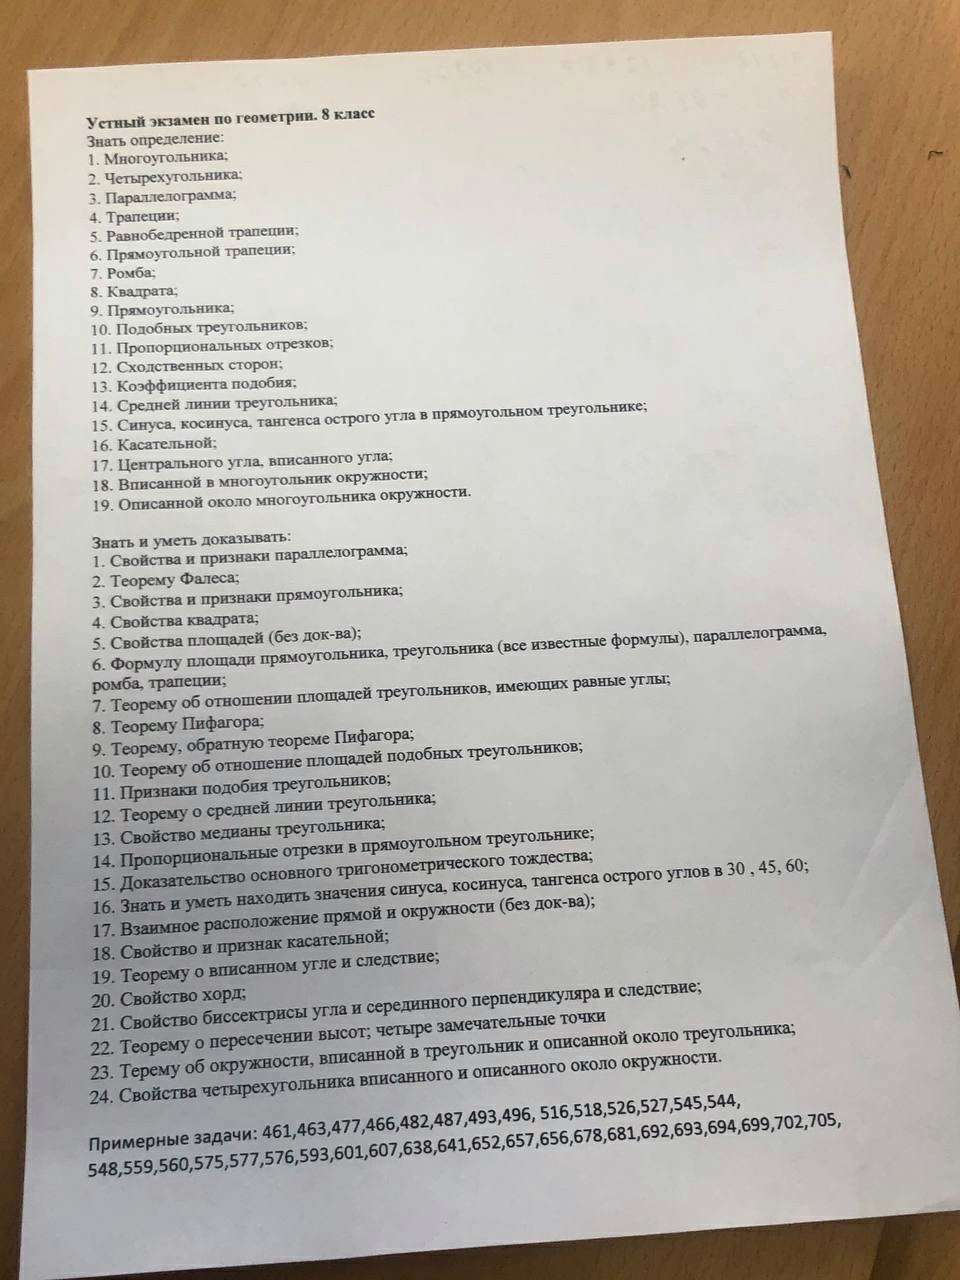 Устный экзамен по геометрии. 8 класс
Знать определение:
1. Многоугольника;
2. Четырехугольника;
3. Параллелограмма;
4. Трапеции;
5. Равнобедренной трапеции;
6. Прямоугольной трапеции;
7. Ромба;
8. Квадрата;
9. Прямоугольника;
10. Подобных треугольников;
11. Пропорциональных отрезков;
12. Сходственных сторон;
13. Коэффициента подобия;
14. Средней линии треугольника;
15. Синуса, косинуса, тангенса острого угла в прямоугольном треугольнике;
16. Касательной;
17. Центрального угла, вписанного угла;
18. Вписанной в многоугольник окружности;
19. Описанной около многоугольника окружности.
Знать и уметь доказывать:
1. Свойства и признаки параллелограмма;
2. Теорему Фалеса;
3. Свойства и признаки прямоугольника;
4. Свойства квадрата;
5. Свойства площадей (без док-ва);
6. Формулу площади прямоугольника, треугольника (все известные формулы), параллелограмма,
ромба, трапеции;
7. Теорему об отношении площадей треугольников, имеющих равные углы;
8. Теорему Пифагора;
9. Теорему, обратную теореме Пифагора;
10. Теорему об отношение площадей подобных треугольников;
11. Признаки подобия треугольников;
12. Теорему о средней линии треугольника;
13. Свойство медианы треугольника;
14. Пропорциональные отрезки в прямоугольном треугольнике;
15. Доказательство основного тригонометрического тождества;
16. Знать и уметь находить значения синуса, косинуса, тангенса острого углов в 30 , 45, 60;
17. Взаимное расположение прямой и окружности (без док-ва);
18. Свойство и признак касательной;
19. Теорему о вписанном угле и следствие;
20. Свойство хорд;
21. Свойство биссектрисы угла и серединного перпендикуляра и следствие;
22. Теорему о пересечении высот; четыре замечательные точки
23. Терему об окружности, вписанной в треугольник и описанной около треугольника;
24. Свойства четырехугольника вписанного и описанного около окружности.
Примерные задачи: 461,463,477,466,482,487,493,496, 516,518,526,527,545,544,
548,559,560,575,577,576,593,601,607,638,641,652,657,656,678,681,692,693,694,699,702,705,